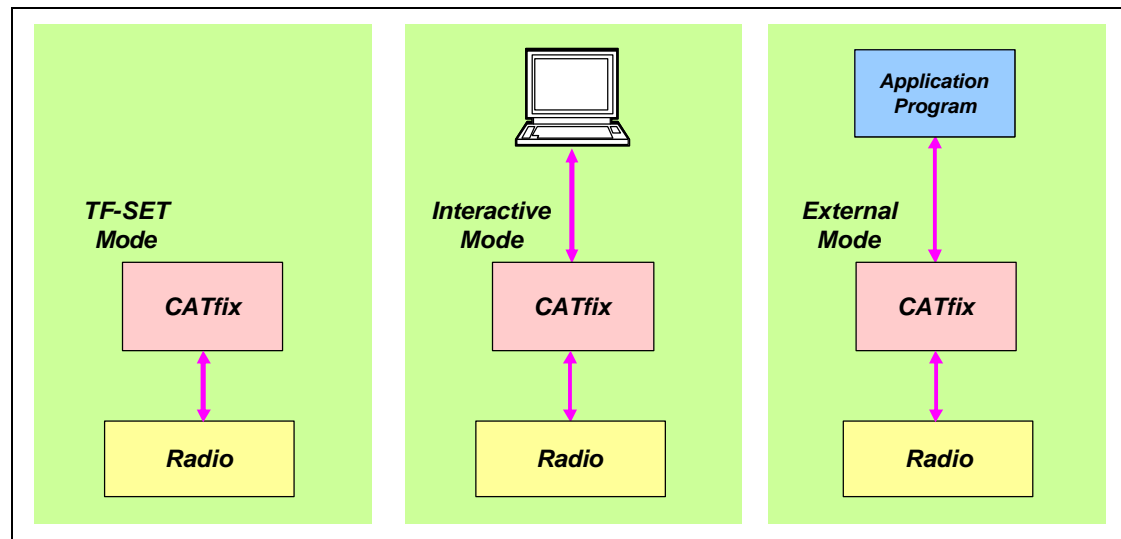 TF-SET
Mode
CATfix
Radio
Interactive
Mode
CATfix
Radio
Application
Program
External
Mode
CATfix
Radio